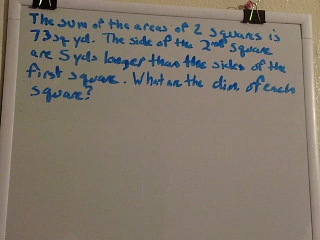 The sum of the areas of 2 squares is
73 sq yd. The side of the 2nd square
are 5 yds longer than the sides of the
first square. What are the dim. of each
square?